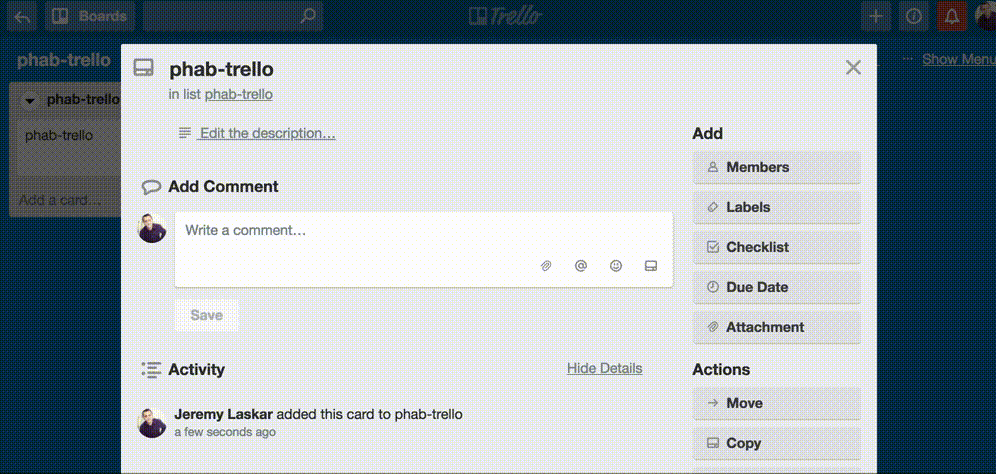 Boards
Trello
phab-trello
... Show Menu
phab-trello
phab-trello
Add a card...
phab-trello
in list phab-trello
Edit the description...
Add Comment
Write a comment...
Save
Activity
Hide Details
Jeremy Laskar added this card to phab-trello
a few seconds ago
Add
Members
Labels
Checklist
Due Date
Attachment
Actions
Move
Copy